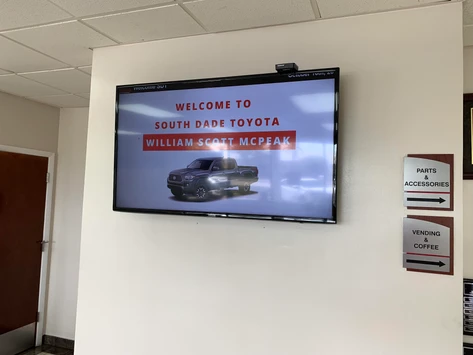 WELCOME TO
SOUTH DADE TOYOTA
WILLIAM SCOTT MCPEAK
PARTS
&
ACCESSORIES
VENDING
&
COFFEE